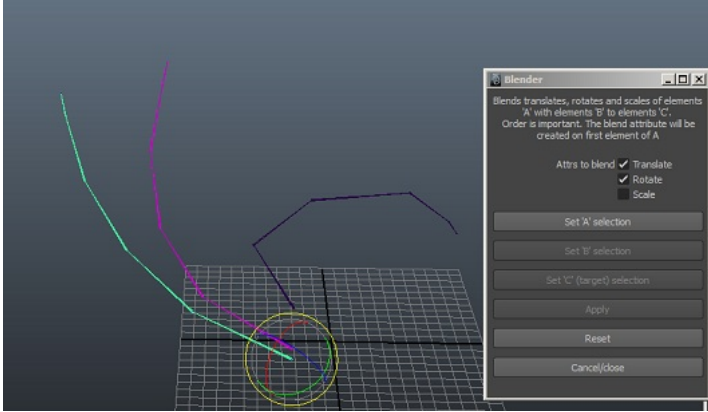 Blender
Blends translates, rotates and scales of elements
'A' with elements 'B' to elements 'C'.
Order is important. The blend attribute will be
created on first element of A
Attrs to blend Translate
Rotate
Scale
Set 'A' selection
Set 'B' selection
Set 'C' (target) selection
Apply
Reset
Cancel/close